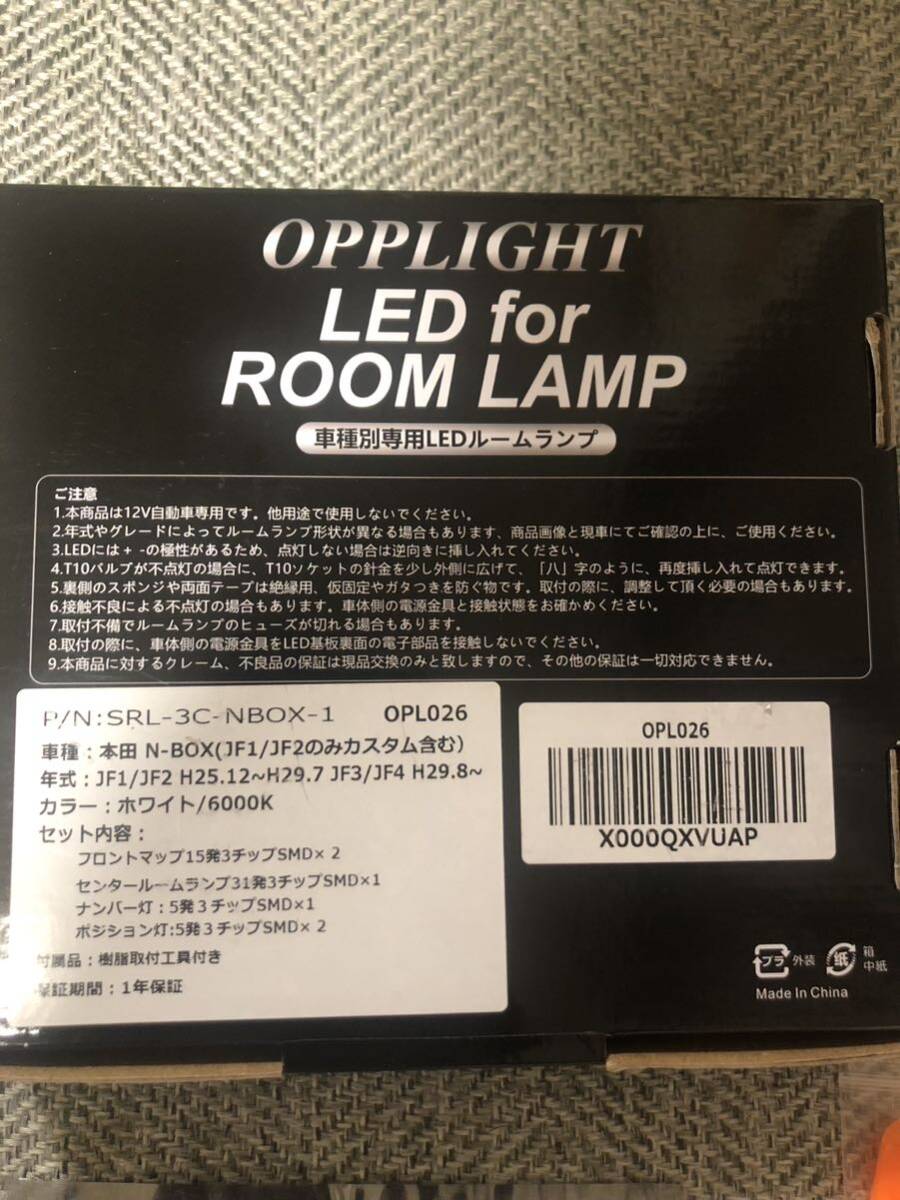 OPPLIGHT
LED for
ROOM LAMP
車種別専用LEDルームランプ
ご注意
1.本商品は12V自動車専用です。他用途で使用しないでください。
2.年式やグレードによってルームランプ形状が異なる場合もあります、商品画像と現車にてご確認の上に、ご使用ください。
3.LEDには+ -の極性があるため、点灯しない場合は逆向きに挿し入れてください。
4.T10バルブが不点灯の場合に、T10ソケットの針金を少し外側に広げて、「八」字のように、再度挿し入れて点灯できます。
5.裏側のスポンジや両面テープは絶縁用、仮固定やガタつきを防ぐ物です。取付の際に、調整して頂く必要の場合もあります。
6.接触不良による不点灯の場合もあります。車体側の電源金具と接触状態をお確かめください。
7.取付不備でルームランプのヒューズが切れる場合もあります。
8.取付の際に、車体側の電源金具をLED基板裏面の電子部品を接触しないでください。
9.本商品に対するクレーム、不良品の保証は現品交換のみと致しますので、その他の保証は一切対応できません。
P/N:SRL-3C-NBOX-1 OPL026
車種：本田 N-BOX(JF1/JF2のみカスタム含む）
年式：JF1/JF2 H25.12~H29.7 JF3/JF4 H29.8~
カラー：ホワイト/6000K
セット内容：
フロントマップ15発3チップSMD× 2
センタールームランプ31発3チップSMD×1
ナンバー灯：5発３チップSMD×1
ポジション灯:5発３チップSMD× 2
付属品：樹脂取付工具付き
保証期間：1年保証
OPL026
X000QXVUAP
プラ 外装 紙 箱
中紙
Made In China